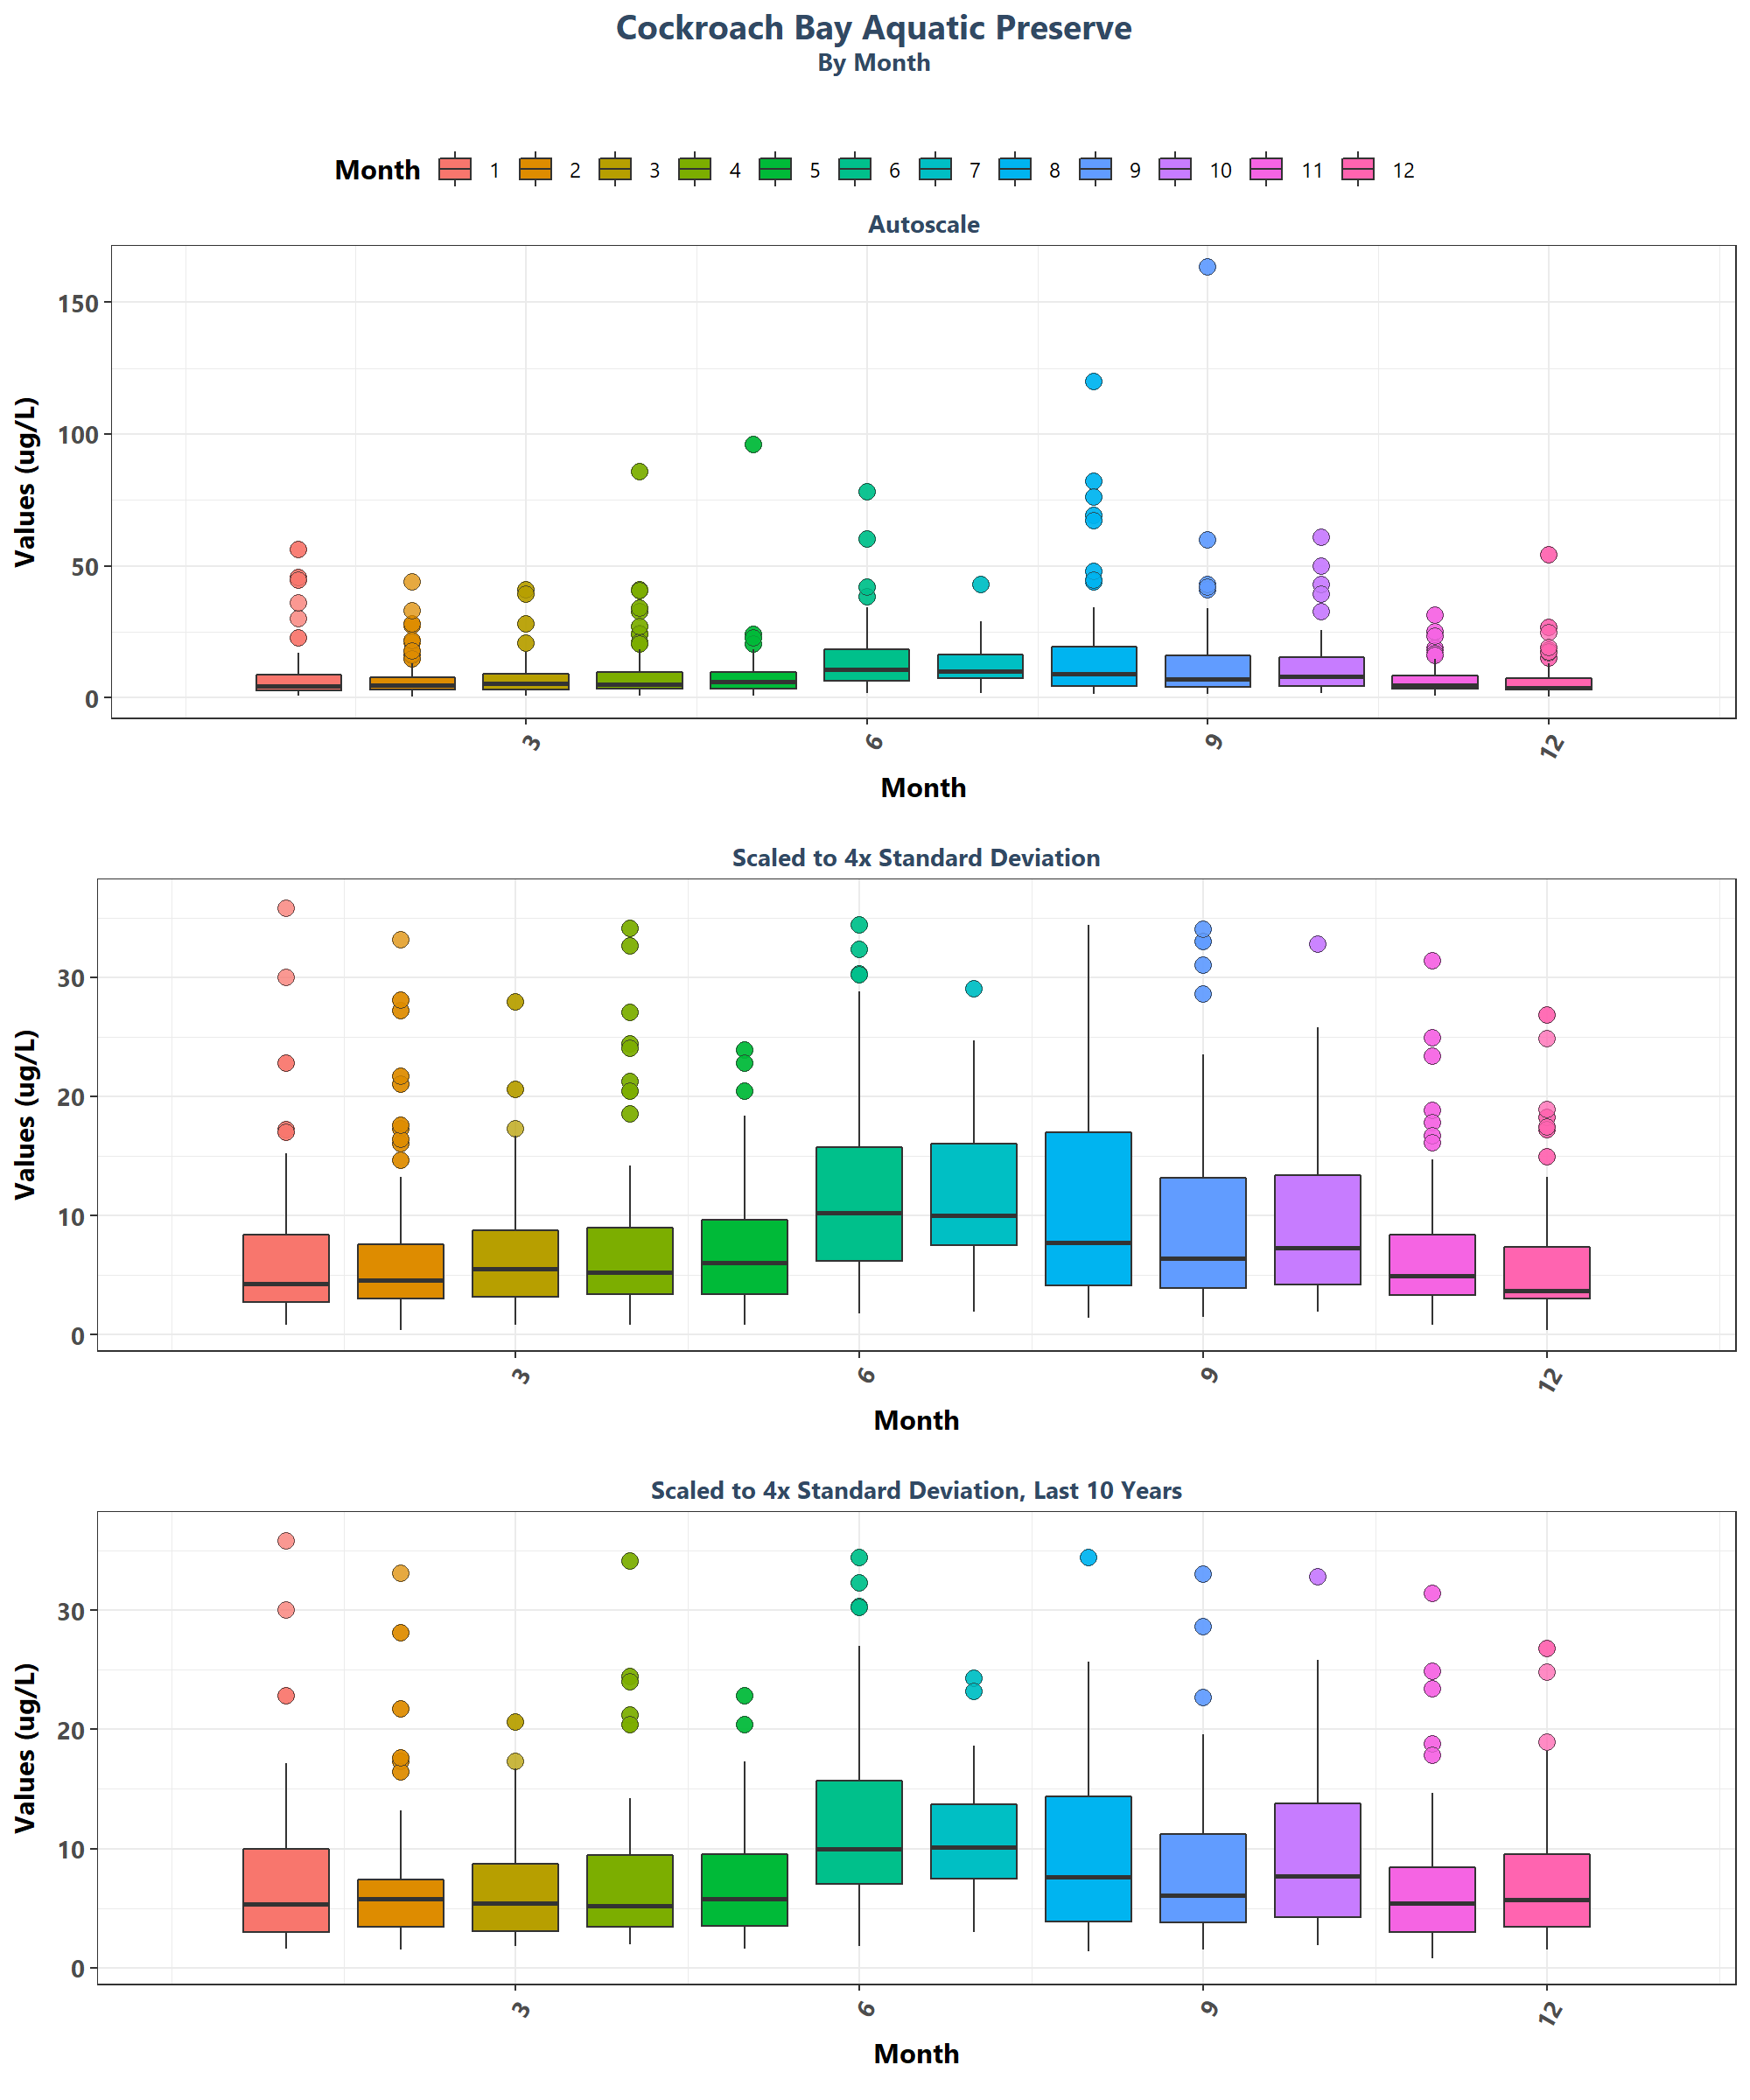 Cockroach Bay Aquatic Preserve
By Month
Month 1 2 3 4 5 6 7 8 9 10 11 12
Autoscale
Values (ug/L)
150
100
50
0
3 6 9 12
Month
Scaled to 4x Standard Deviation
Values (ug/L)
30
20
10
0
3 6 9 12
Month
Scaled to 4x Standard Deviation, Last 10 Years
Values (ug/L)
30
20
10
0
3 6 9 12
Month